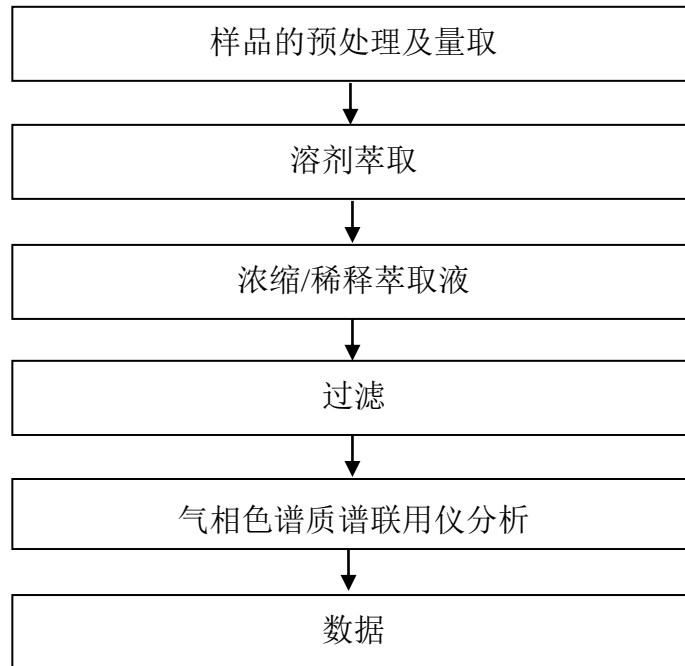 样品的预处理及量取
溶剂萃取
浓缩/稀释萃取液
过滤
气相色谱质谱联用仪分析
数据